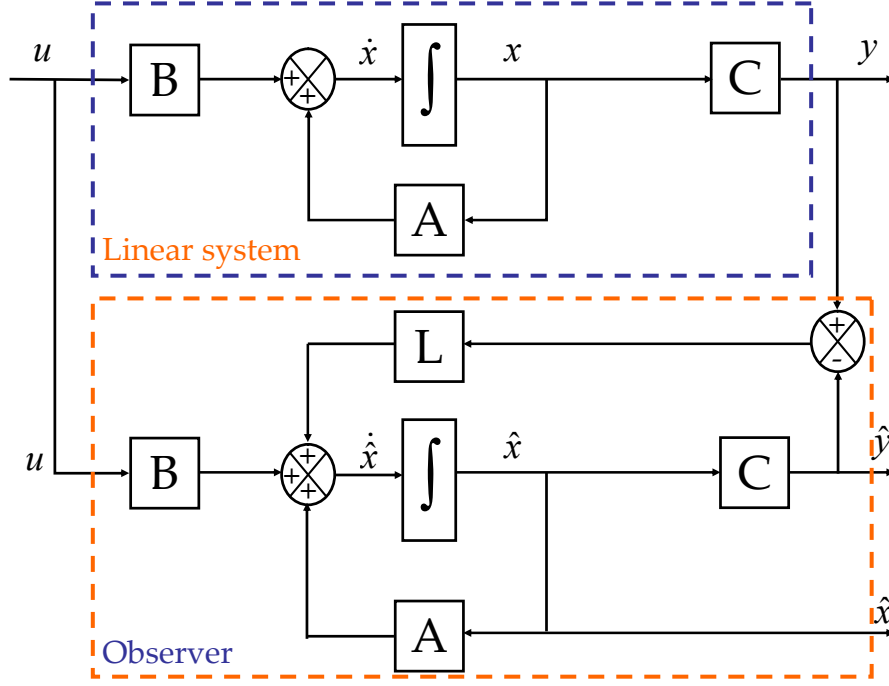 u
B
+
+
ẋ
∫
x
C
y
A
Linear system
L
+
-
u
B
+
+
+
x̂̇
∫
x̂
C
ŷ
A
x̂
Observer